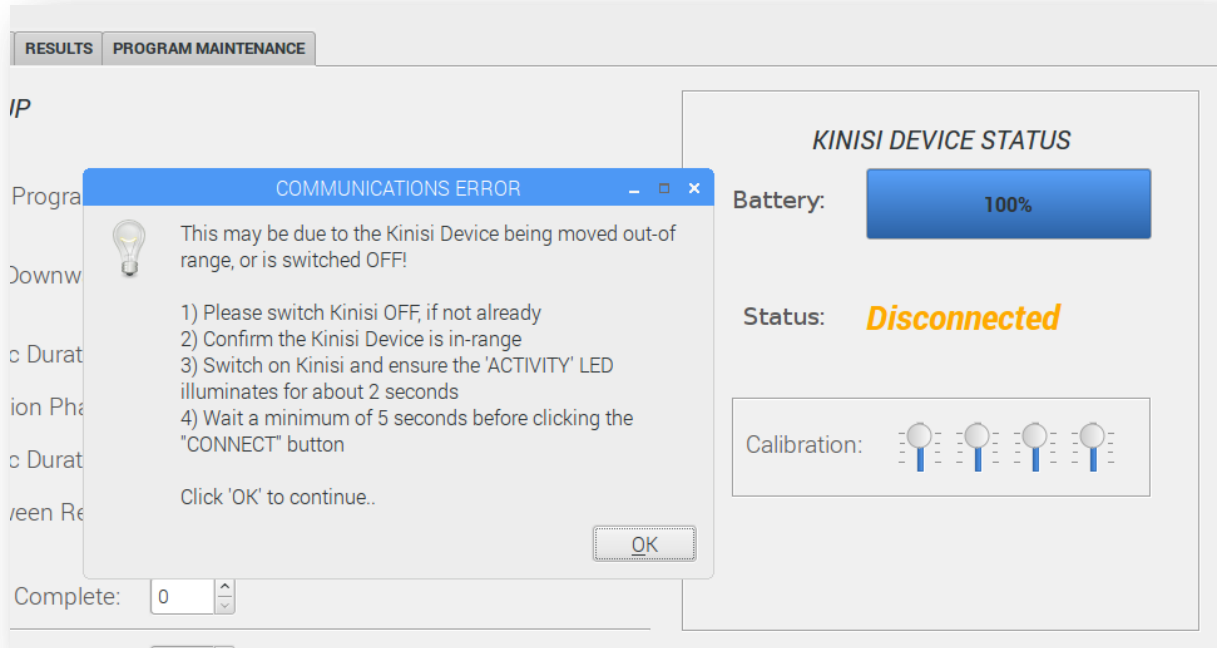 RESULTS
PROGRAM MAINTENANCE
KINISI DEVICE STATUS
Battery:
100%
Status:
Disconnected
Calibration:
COMMUNICATIONS ERROR
This may be due to the Kinisi Device being moved out-of
range, or is switched OFF!
1) Please switch Kinisi OFF, if not already
2) Confirm the Kinisi Device is in-range
3) Switch on Kinisi and ensure the 'ACTIVITY' LED
illuminates for about 2 seconds
4) Wait a minimum of 5 seconds before clicking the
"CONNECT" button
Click 'OK' to continue..
OK
Complete:
0